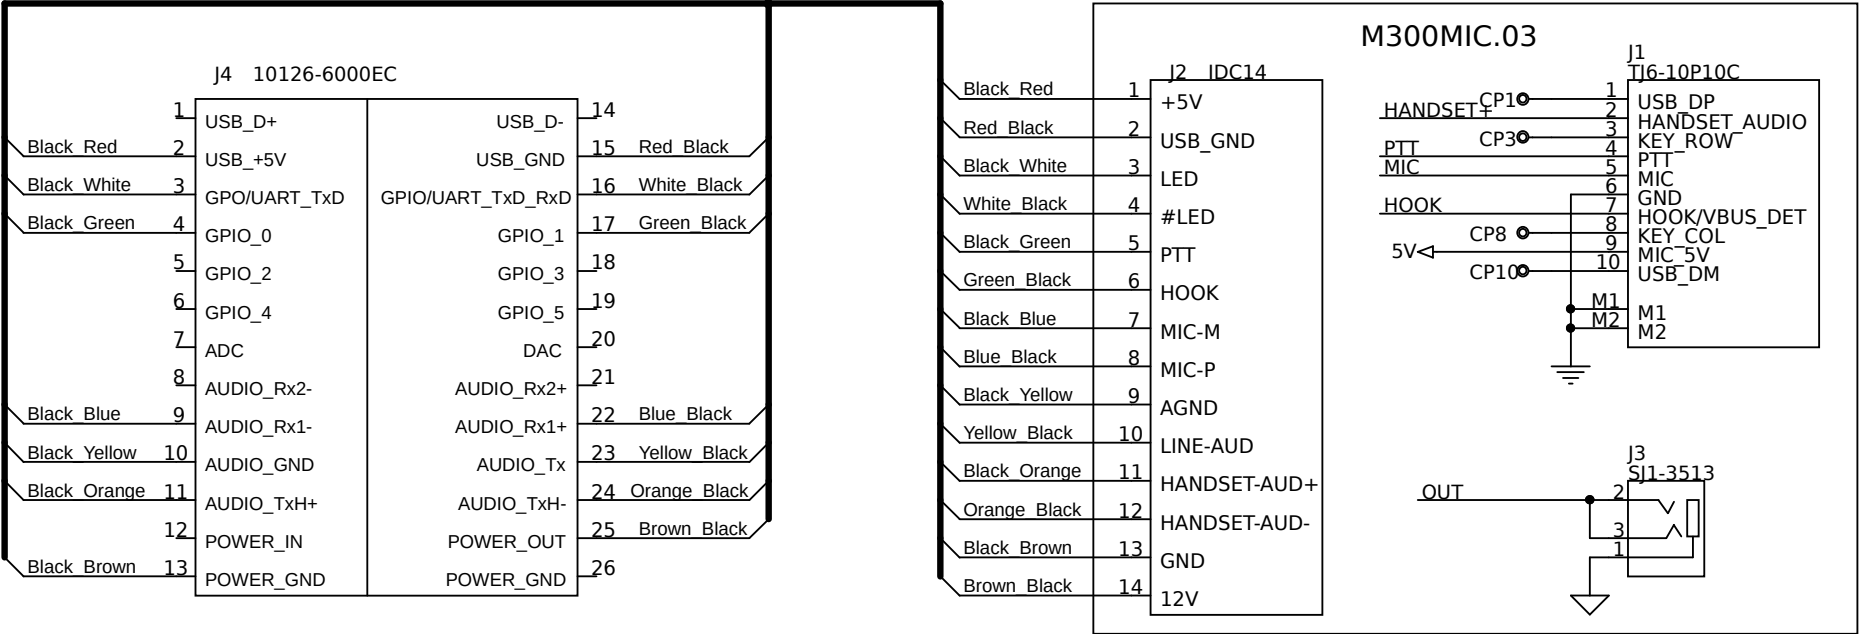 M300MIC.03
J4 10126-6000EC
1 USB_D+
Black_Red 2 USB_+5V
Black_White 3 GPO/UART_TxD
Black_Green 4 GPIO_0
5 GPIO_2
6 GPIO_4
7 ADC
8 AUDIO_Rx2-
Black_Blue 9 AUDIO_Rx1-
Black_Yellow 10 AUDIO_GND
Black_Orange 11 AUDIO_TxH+
12 POWER_IN
Black_Brown 13 POWER_GND
USB_D- 14
USB_GND 15 Red_Black
GPIO/UART_TxD_RxD 16 White_Black
GPIO_1 17 Green_Black
GPIO_3 18
GPIO_5 19
DAC 20
AUDIO_Rx2+ 21
AUDIO_Rx1+ 22 Blue_Black
AUDIO_Tx 23 Yellow_Black
AUDIO_TxH- 24 Orange_Black
POWER_OUT 25 Brown_Black
POWER_GND 26
J2 IDC14
Black_Red 1 +5V
Red_Black 2 USB_GND
Black_White 3 LED
White_Black 4 #LED
Black_Green 5 PTT
Green_Black 6 HOOK
Black_Blue 7 MIC-M
Blue_Black 8 MIC-P
Black_Yellow 9 AGND
Yellow_Black 10 LINE-AUD
Black_Orange 11 HANDSET-AUD+
Orange_Black 12 HANDSET-AUD-
Black_Brown 13 GND
Brown_Black 14 12V
J1
TJ6-10P10C
CP1 1 USB_DP
HANDSET+ 2 HANDSET_AUDIO
CP3 3 KEY_ROW
PTT 4 PTT
MIC 5 MIC
6 GND
HOOK 7 HOOK/VBUS_DET
CP8 8 KEY_COL
5V 9 MIC_5V
CP10 10 USB_DM
M1 M1
M2 M2
J3
SJ1-3513
OUT 2
3
1